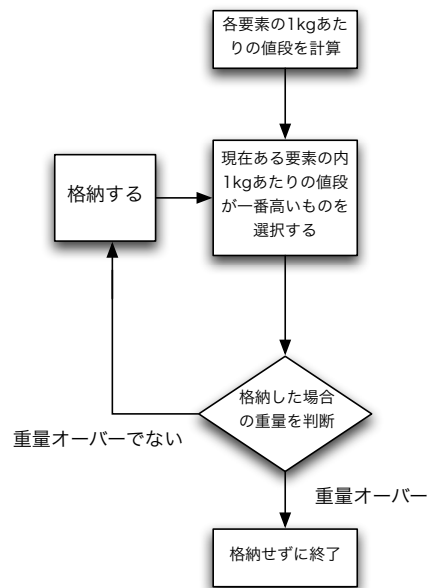 各要素の1kgあた
りの値段を計算
現在ある要素の内
1kgあたりの値段
が一番高いものを
選択する
格納する
格納した場合
の重量を判断
重量オーバーでない
重量オーバー
格納せずに終了